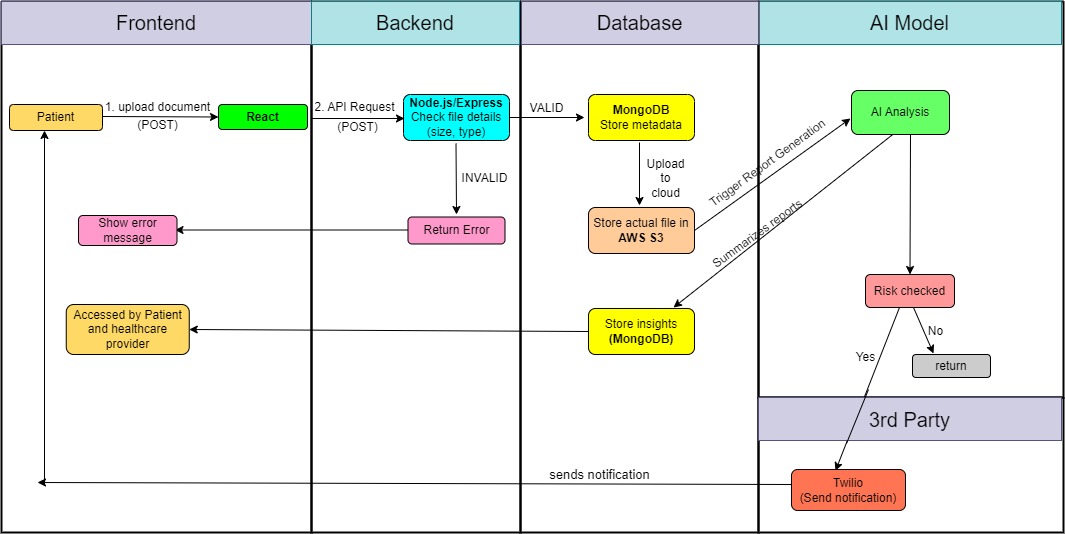 Frontend
Backend
Database
AI Model
Patient
1. upload document
(POST)
React
2. API Request
(POST)
Node.js/Express
Check file details
(size, type)
VALID
MongoDB
Store metadata
AI Analysis
INVALID
Upload
to
cloud
Trigger Report Generation
Show error
message
Return Error
Store actual file in
AWS S3
Summarizes reports
Risk checked
Accessed by Patient
and healthcare
provider
Store insights
(MongoDB)
Yes
No
return
3rd Party
sends notification
Twilio
(Send notification)